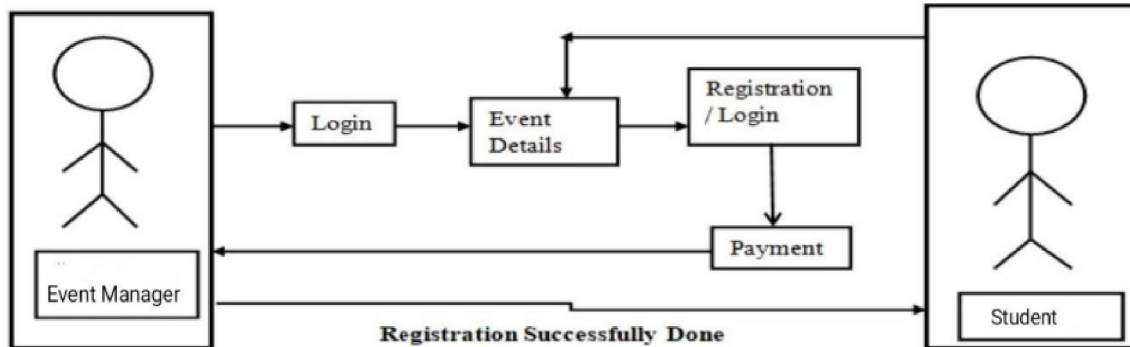 Login
Event
Details
Registration
/ Login
Payment
Event Manager
Student
Registration Successfully Done